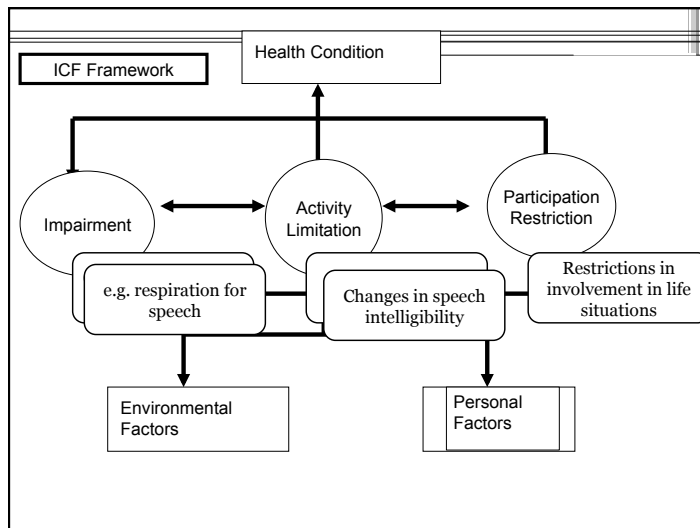 Health Condition
ICF Framework
Impairment
Activity
Limitation
Participation
Restriction
e.g. respiration for
speech
Changes in speech
intelligibility
Restrictions in
involvement in life
situations
Environmental
Factors
Personal
Factors